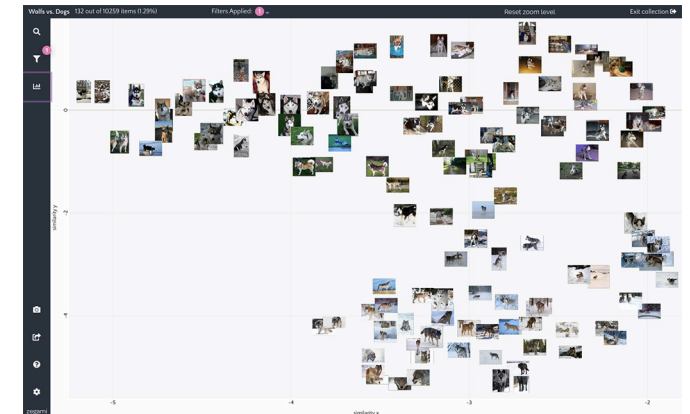 Wolfs vs. Dogs 132 out of 10259 items (1.29%) Filters Applied: 1 Reset zoom level Exit collection
0
similarity y
-2
-4
-5 -4 -3 -2
similarity x
zegami